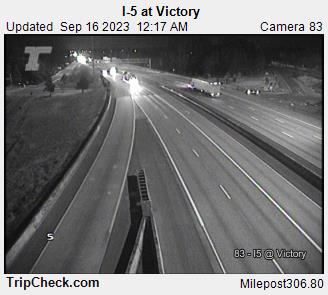 I-5 at Victory
Updated Sep 16 2023 12:17 AM Camera 83
T
S
83 - I5 @ Victory
TripCheck.com Milepost306.80